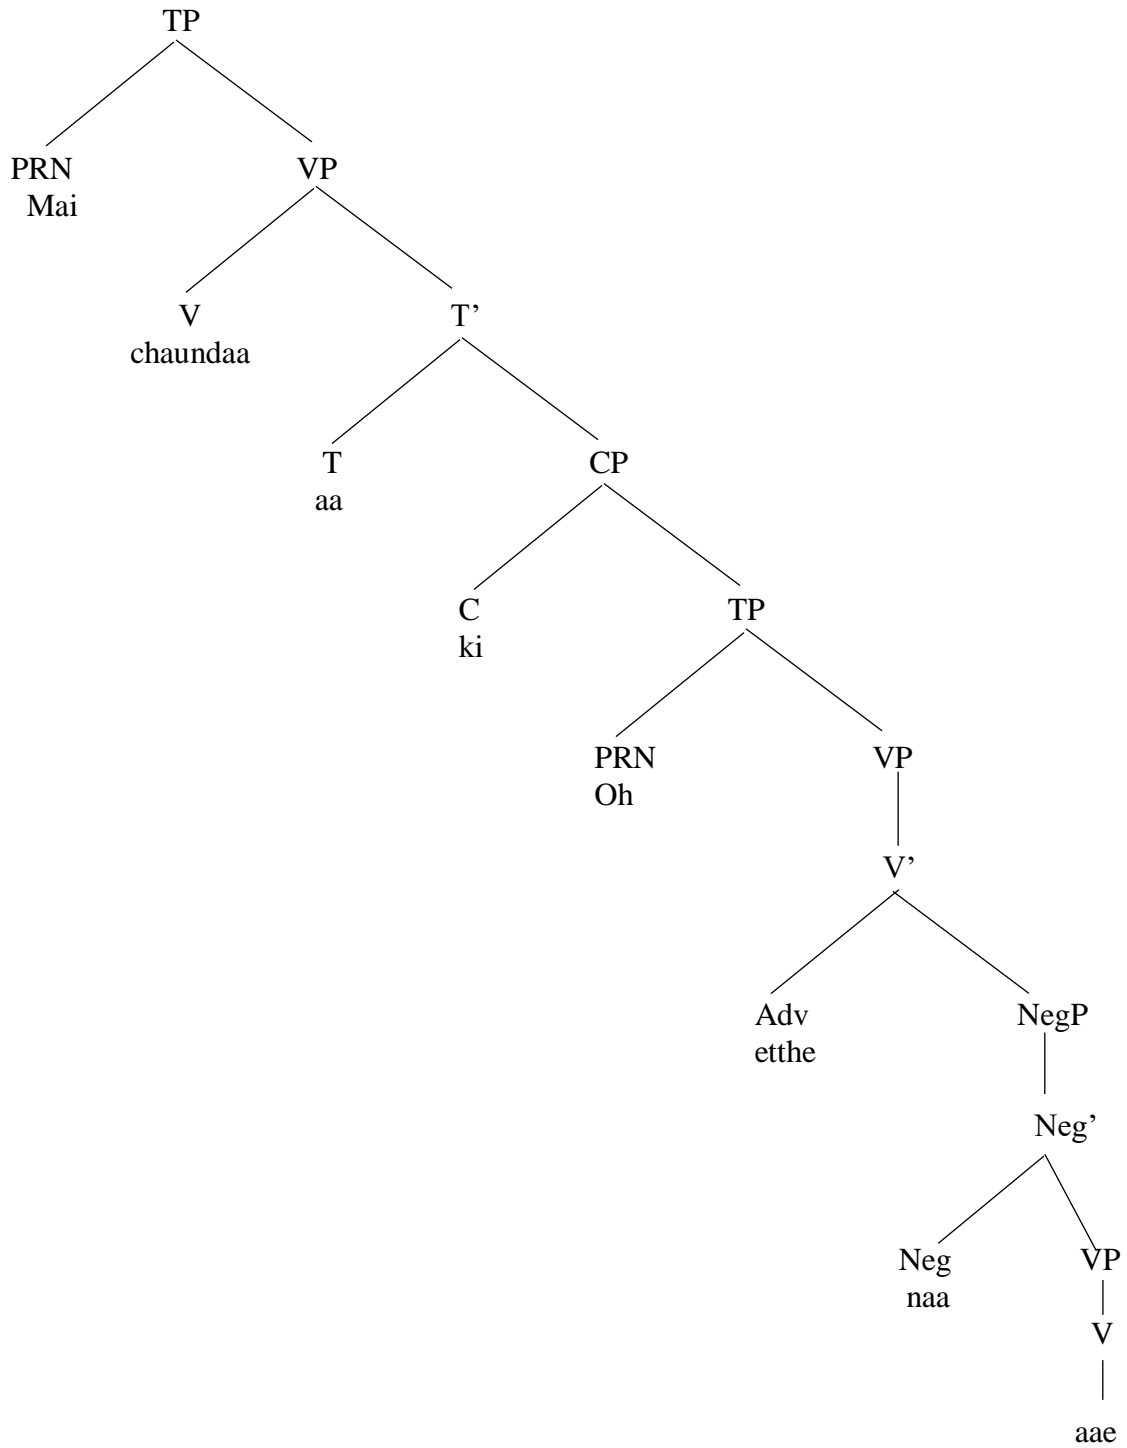 TP
PRN VP
Mai
V T’
chaundaa
T CP
aa
C TP
ki
PRN VP
Oh
V’
Adv NegP
etthe
Neg’
Neg VP
naa
V
aae